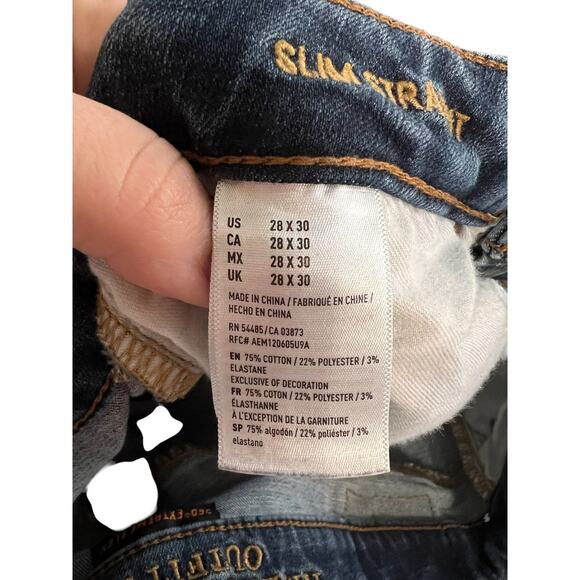 SLIM STRAIGHT
US 28 X 30
CA 28 X 30
MX 28 X 30
UK 28 X 30
MADE IN CHINA / FABRIQUÉ EN CHINE /
HECHO EN CHINA
RN 54485/CA 03873
RFC# AEM120605U9A
EN 75% COTTON / 22% POLYESTER / 3%
ELASTANE
EXCLUSIVE OF DECORATION
FR 75% COTON / 22% POLYESTER / 3%
ÉLASTHANNE
À L'EXCEPTION DE LA GARNITURE
SP 75% algodón / 22% poliéster / 3%
elastano
OUTFIT